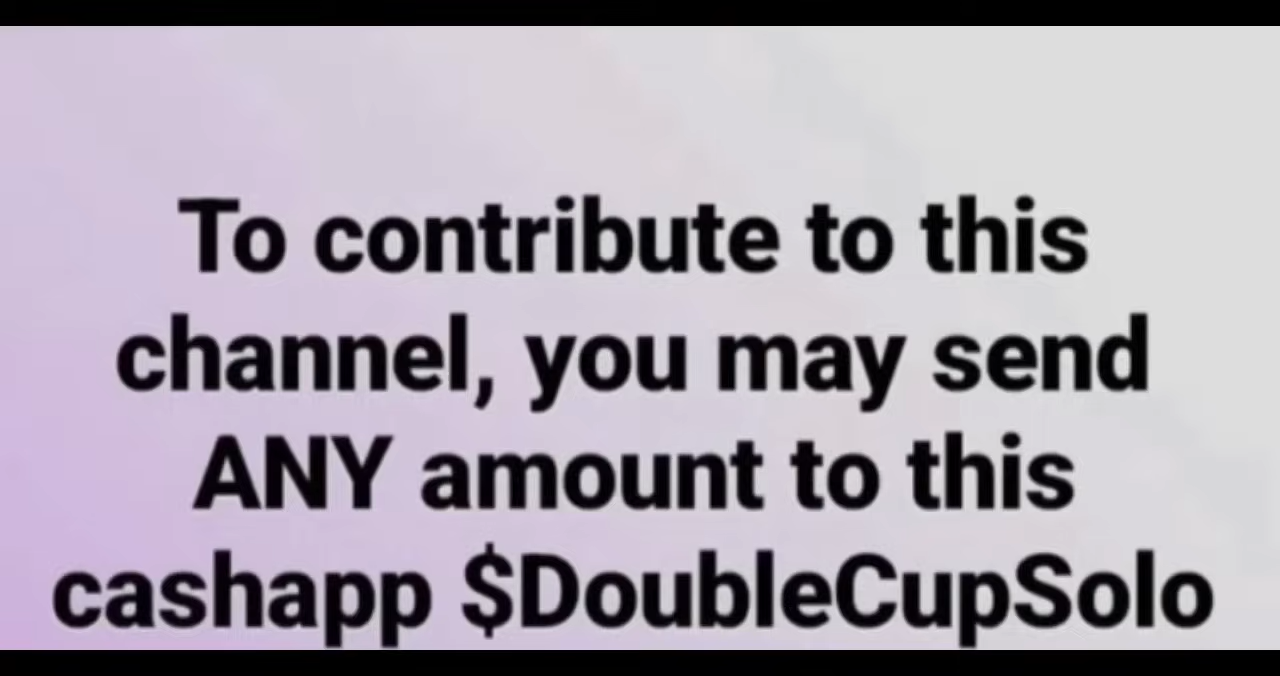 To contribute to this
channel, you may send
ANY amount to this
cashapp $DoubleCupSolo